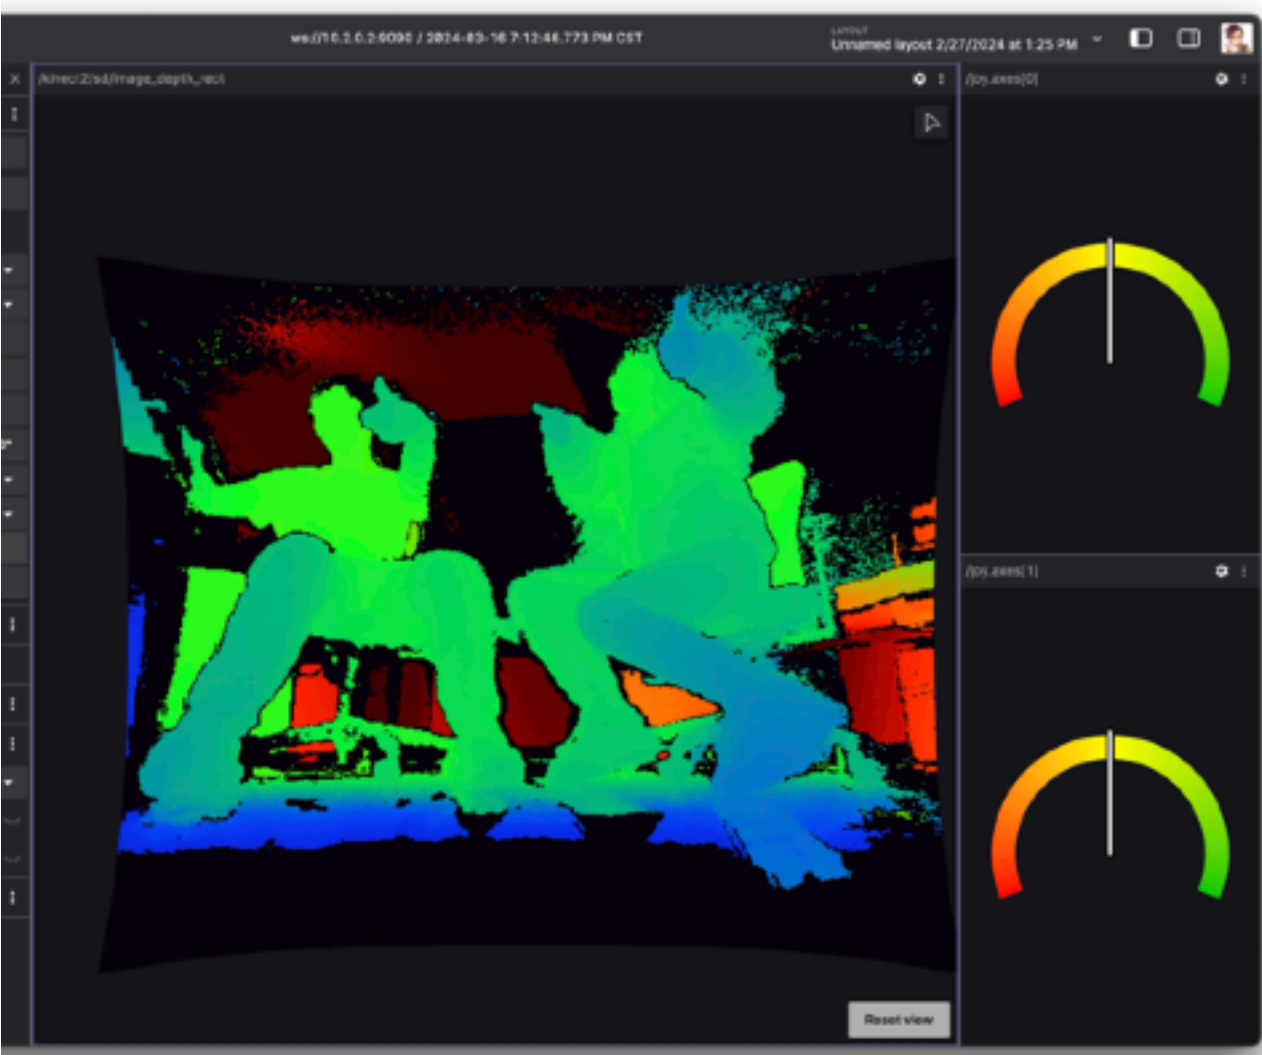 ws://10.2.0.2:9090 / 2024-03-16 7:12:46.773 PM CST
LAYOUT
Unnamed layout 2/27/2024 at 1:25 PM
/kinect2/sd/image_depth_rect
/joy.axes[0]
/joy.axes[1]
Reset view